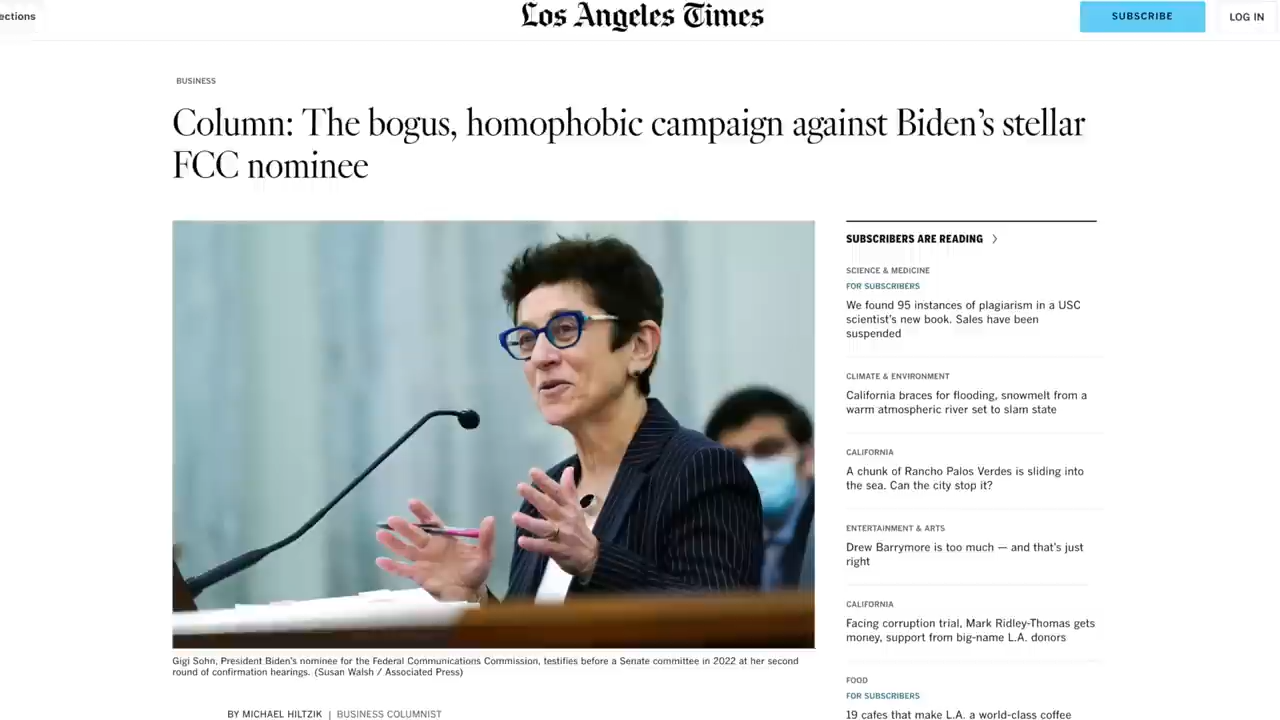 ections
Los Angeles Times
SUBSCRIBE
LOG IN
BUSINESS
Column: The bogus, homophobic campaign against Biden’s stellar
FCC nominee
Gigi Sohn, President Biden’s nominee for the Federal Communications Commission, testifies before a Senate committee in 2022 at her second
round of confirmation hearings. (Susan Walsh / Associated Press)
BY MICHAEL HILTZIK | BUSINESS COLUMNIST
SUBSCRIBERS ARE READING
SCIENCE & MEDICINE
FOR SUBSCRIBERS
We found 95 instances of plagiarism in a USC
scientist’s new book. Sales have been
suspended
CLIMATE & ENVIRONMENT
California braces for flooding, snowmelt from a
warm atmospheric river set to slam state
CALIFORNIA
A chunk of Rancho Palos Verdes is sliding into
the sea. Can the city stop it?
ENTERTAINMENT & ARTS
Drew Barrymore is too much — and that’s just
right
CALIFORNIA
Facing corruption trial, Mark Ridley-Thomas gets
money, support from big-name L.A. donors
FOOD
FOR SUBSCRIBERS
19 cafes that make L.A. a world-class coffee